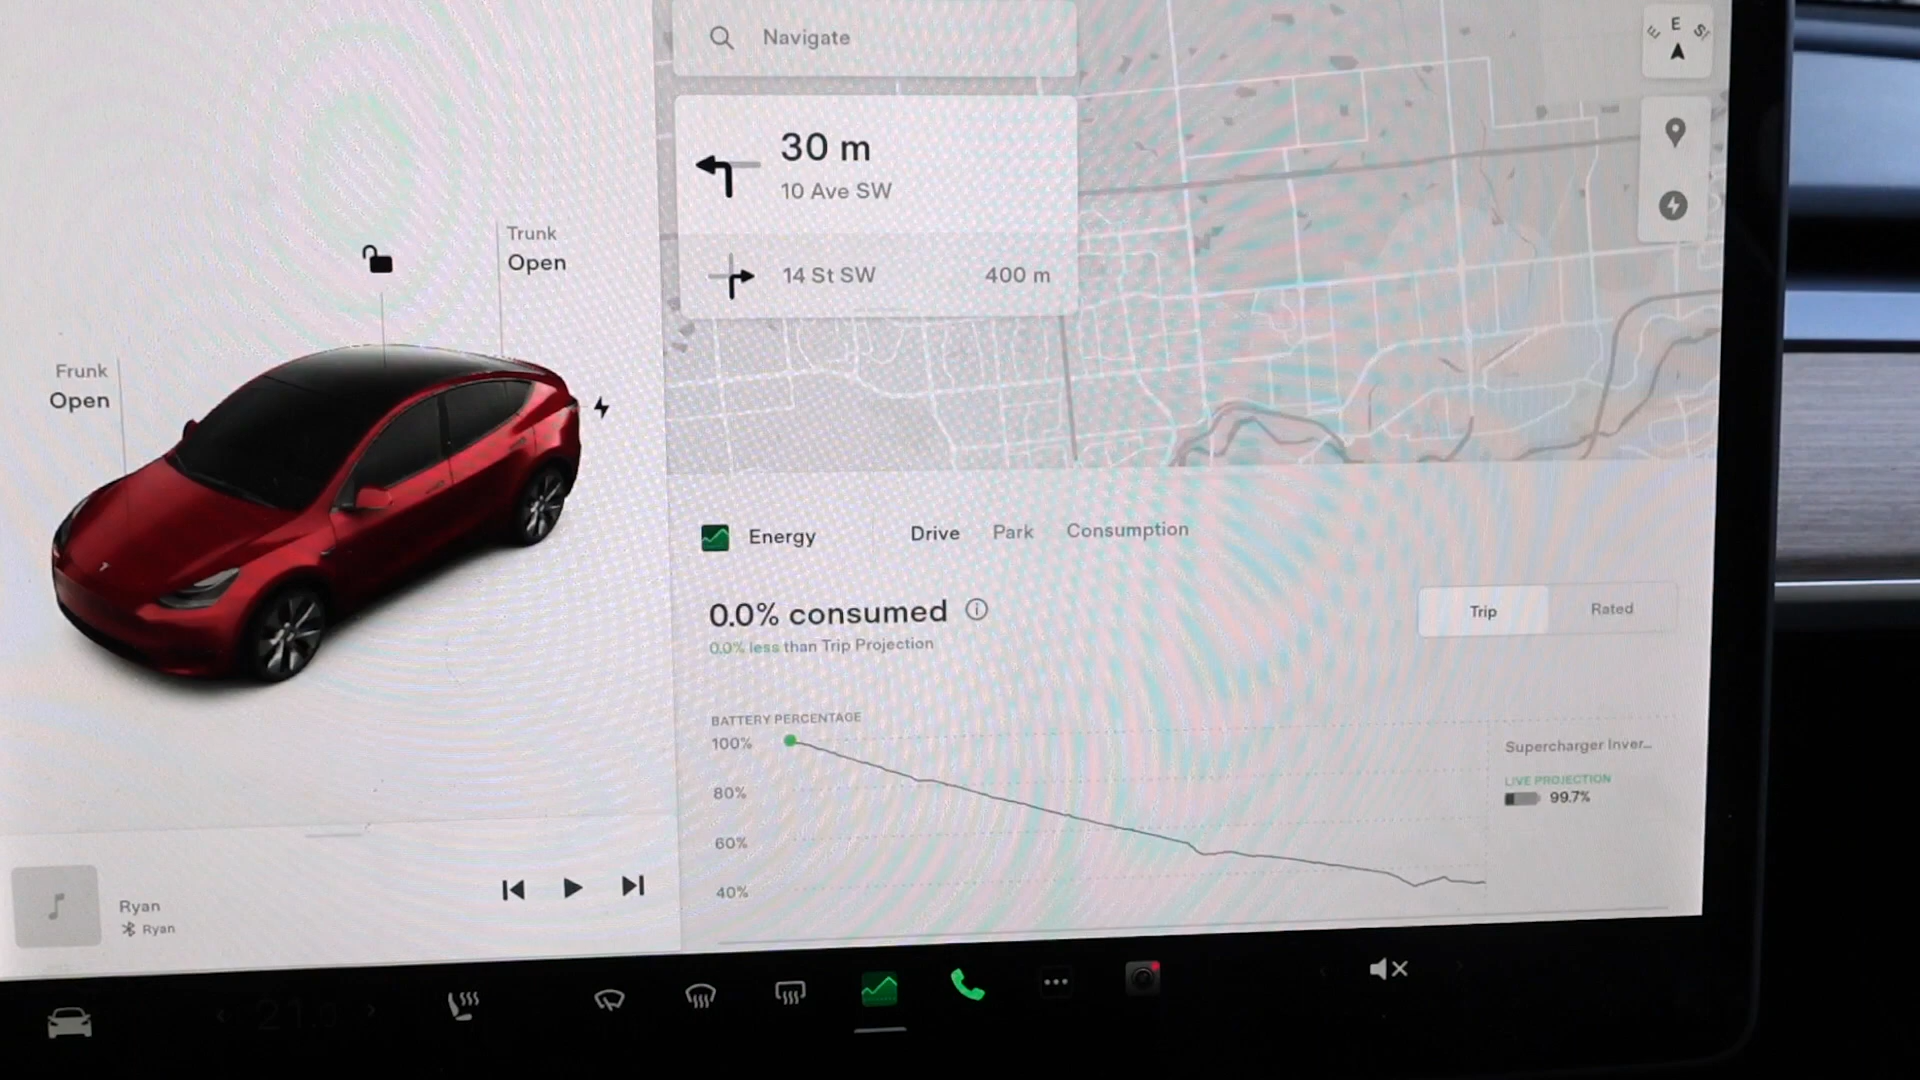 Navigate
E
E
30 m
10 Ave SW
14 St SW
400 m
Trunk
Open
Frunk
Open
Energy
Drive
Park
Consumption
0.0% consumed
Trip
Rated
0.0% less than Trip Projection
BATTERY PERCENTAGE
100%
80%
60%
40%
Supercharger Inver...
LIVE PROJECTION
99.7%
Ryan
Ryan